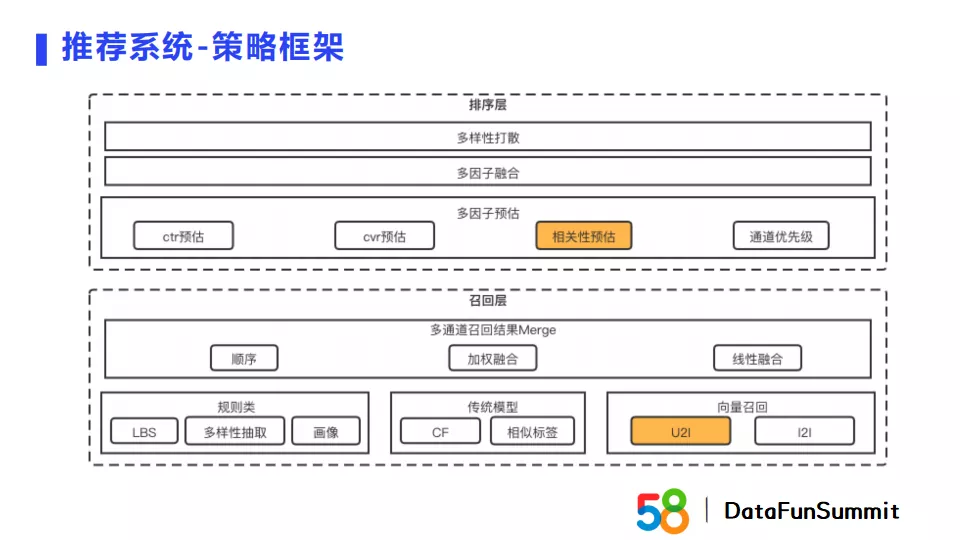 推荐系统-策略框架
排序层
多样性打散
多因子融合
多因子预估
ctr预估 cvr预估 相关性预估 通道优先级
召回层
多通道召回结果Merge
顺序 加权融合 线性融合
规则类 传统模型 向量召回
LBS 多样性抽取 画像 CF 相似标签 U2I I2I
58 | DataFunSummit